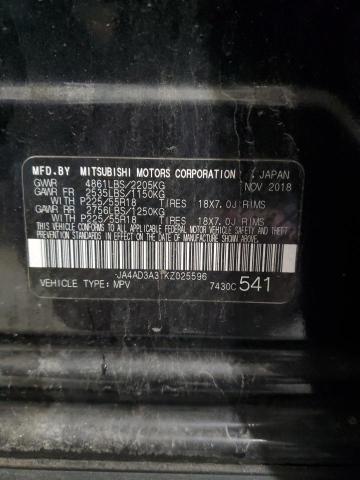 MFD.BY MITSUBISHI MOTORS CORPORATION JAPAN
GVWR 4861LBS/2205KG NOV 2018
GAWR FR 2535LBS/1150KG
WITH P225/55R18 TIRES 18X7.0J RIMS
GAWR RR 2756LBS/1250KG
WITH P225/55R18 TIRES 18X7.0J RIMS
THIS VEHICLE CONFORMS TO ALL APPLICABLE
FEDERAL MOTOR VEHICLE SAFETY AND
THEFT PREVENTION STANDARDS IN EFFECT ON
THE DATE OF MANUFACTURE SHOWN ABOVE.
VEHICLE TYPE: MPV 7430C 541